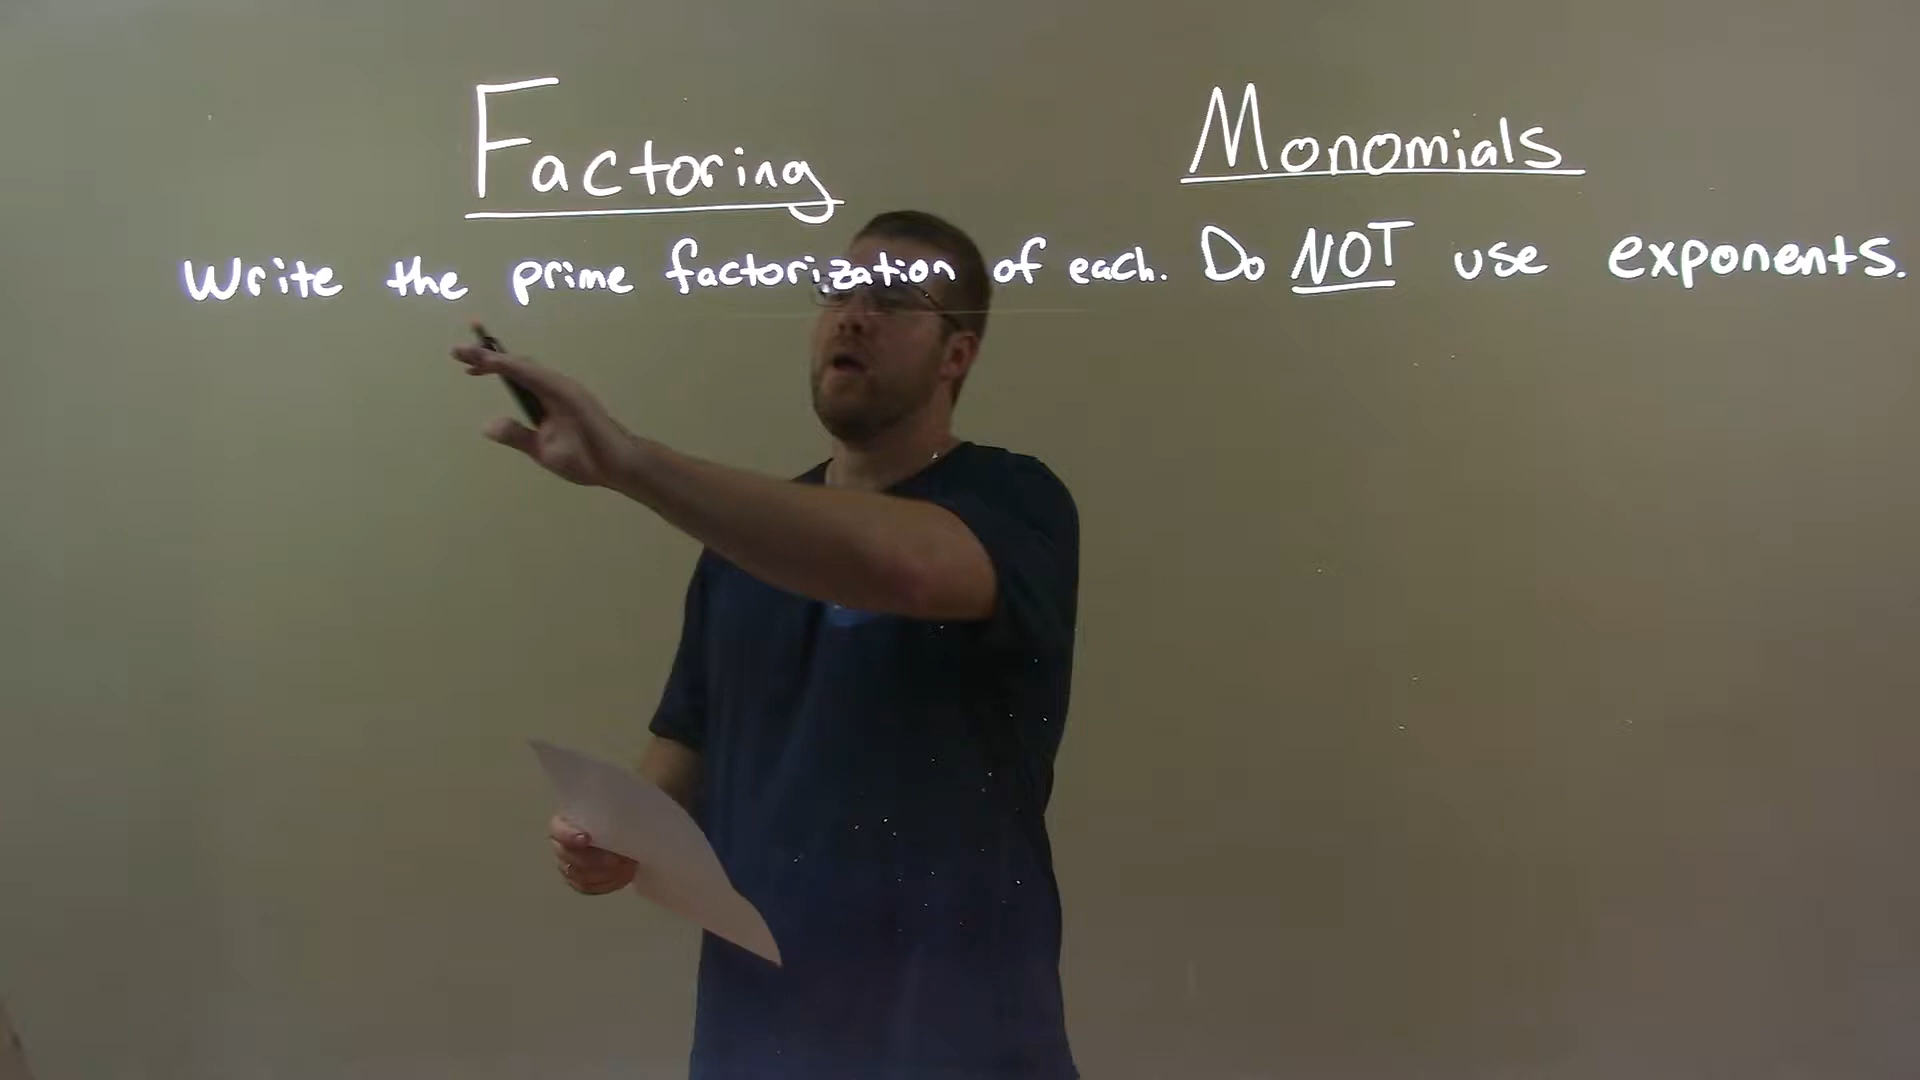 Factoring Monomials
Write the prime factorization of each. Do NOT use exponents.